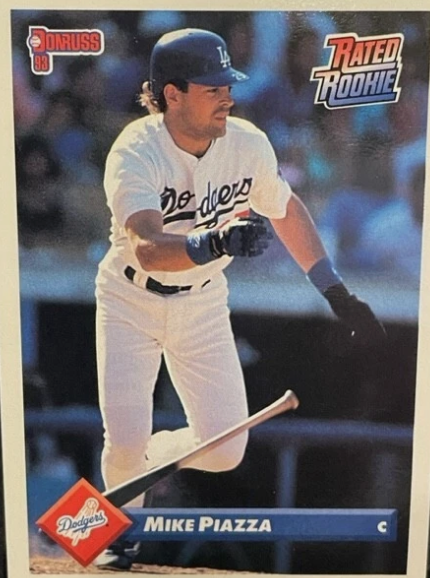 DONRUSS
93
RATED
ROOKIE
LA
Dodgers
Dodgers
MIKE PIAZZA
C